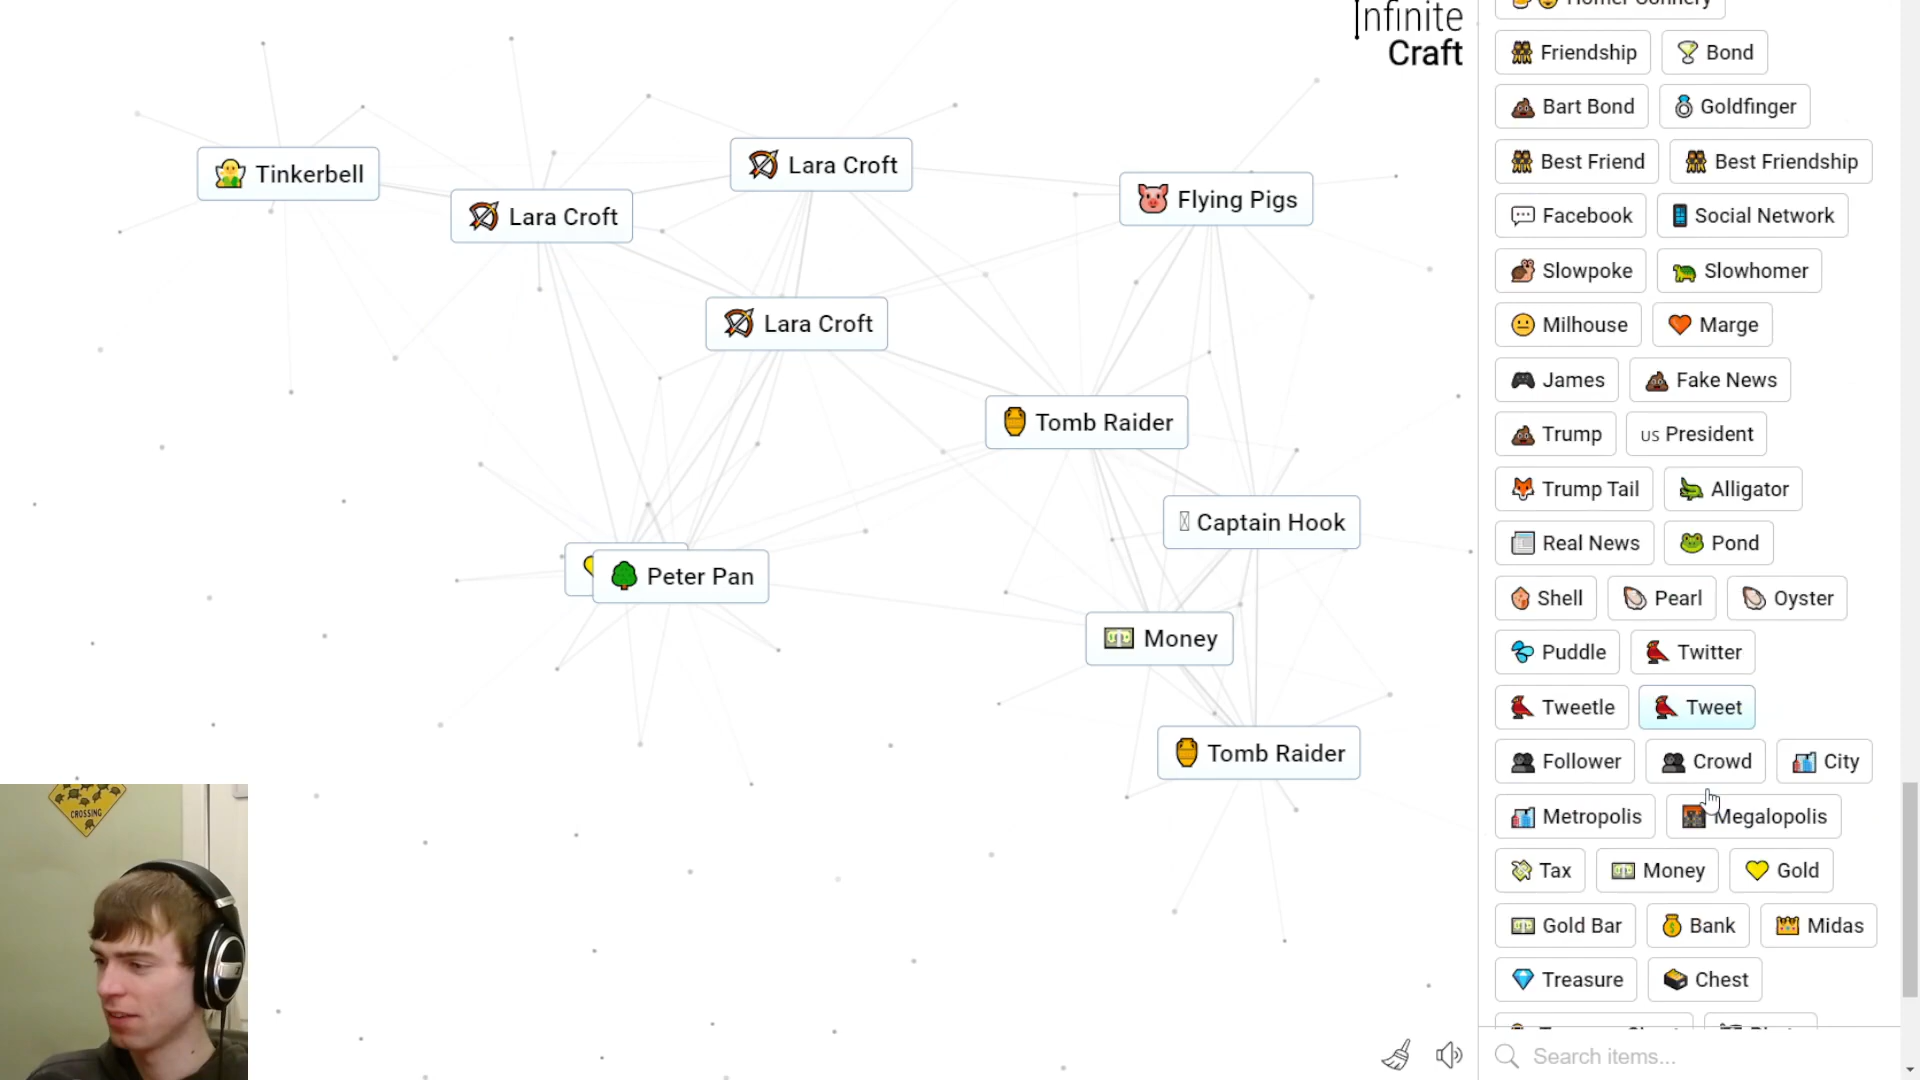 Infinite
Craft
Tinkerbell
Lara Croft
Lara Croft
Flying Pigs
Lara Croft
Tomb Raider
Captain Hook
Peter Pan
Money
Tomb Raider
CROSSING
Homer Connery
Friendship Bond
Bart Bond Goldfinger
Best Friend Best Friendship
Facebook Social Network
Slowpoke Slowhomer
Milhouse Marge
James Fake News
Trump US President
Trump Tail Alligator
Real News Pond
Shell Pearl Oyster
Puddle Twitter
Tweetle Tweet
Follower Crowd City
Metropolis Megalopolis
Tax Money Gold
Gold Bar Bank Midas
Treasure Chest
Search items...